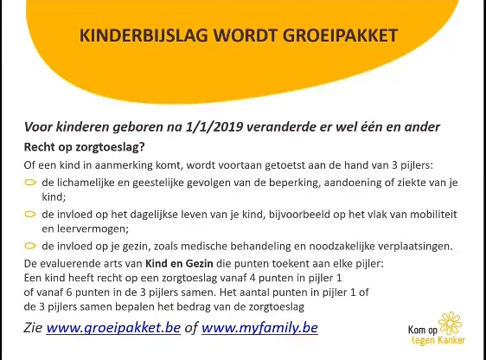 KINDERBIJSLAG WORDT GROEIPAKKET
Voor kinderen geboren na 1/1/2019 veranderde er wel één en ander
Recht op zorgtoeslag?
Of een kind in aanmerking komt, wordt voortaan getoetst aan de hand van 3 pijlers:
de lichamelijke en geestelijke gevolgen van de beperking, aandoening of ziekte van je
kind;
de invloed op het dagelijkse leven van je kind, bijvoorbeeld op het vlak van mobiliteit
en leervermogen;
de invloed op je gezin, zoals medische behandeling en noodzakelijke verplaatsingen.
De evaluerende arts van Kind en Gezin die punten toekent aan elke pijler:
Een kind heeft recht op een zorgtoeslag vanaf 4 punten in pijler 1
of vanaf 6 punten in de 3 pijlers samen. Het aantal punten in pijler 1 of
de 3 pijlers samen bepalen het bedrag van de zorgtoeslag
Zie www.groeipakket.be of www.myfamily.be
Kom op
tegen Kanker